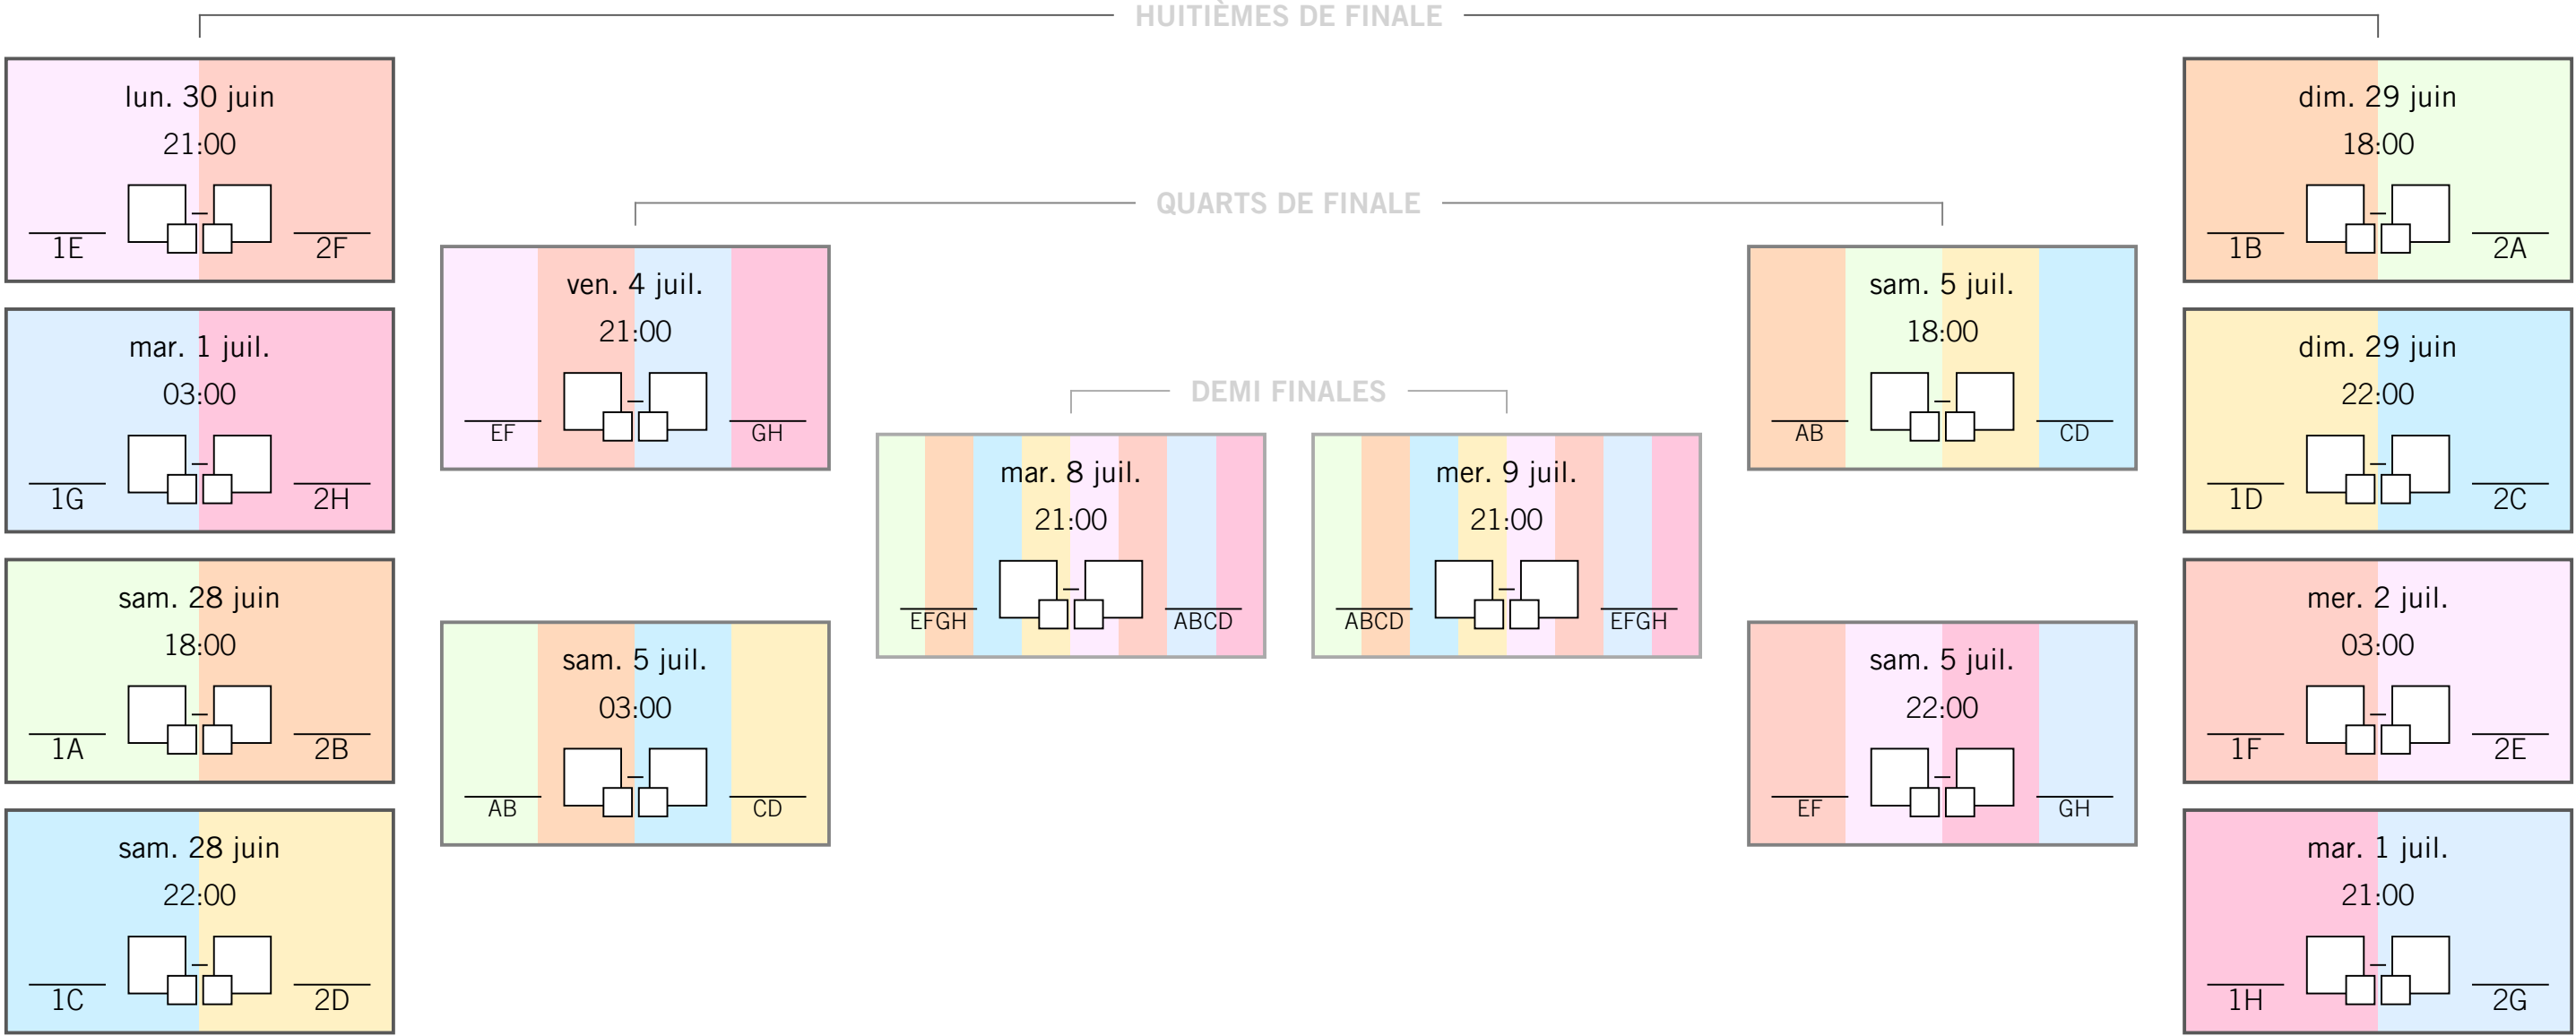 HUITIÈMES DE FINALE
lun. 30 juin
21:00
–
1E
2F
mar. 1 juil.
03:00
–
1G
2H
sam. 28 juin
18:00
–
1A
2B
sam. 28 juin
22:00
–
1C
2D
QUARTS DE FINALE
ven. 4 juil.
21:00
–
EF
GH
sam. 5 juil.
03:00
–
AB
CD
DEMI FINALES
mar. 8 juil.
21:00
–
EFGH
ABCD
mer. 9 juil.
21:00
–
ABCD
EFGH
sam. 5 juil.
18:00
–
AB
CD
sam. 5 juil.
22:00
–
EF
GH
dim. 29 juin
18:00
–
1B
2A
dim. 29 juin
22:00
–
1D
2C
mer. 2 juil.
03:00
–
1F
2E
mar. 1 juil.
21:00
–
1H
2G